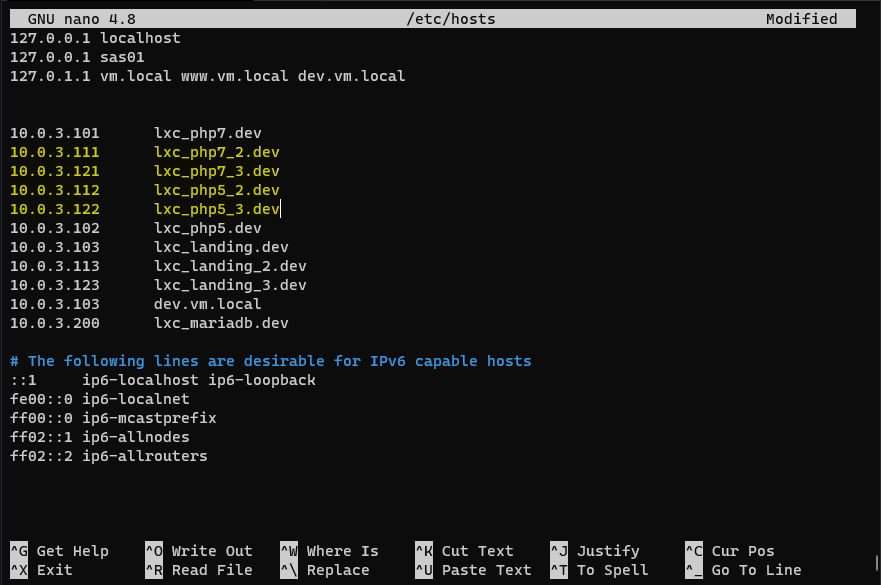 GNU nano 4.8 /etc/hosts Modified
127.0.0.1 localhost
127.0.0.1 sas01
127.0.1.1 vm.local www.vm.local dev.vm.local
10.0.3.101 lxc_php7.dev
10.0.3.111 lxc_php7_2.dev
10.0.3.121 lxc_php7_3.dev
10.0.3.112 lxc_php5_2.dev
10.0.3.122 lxc_php5_3.dev
10.0.3.102 lxc_php5.dev
10.0.3.103 lxc_landing.dev
10.0.3.113 lxc_landing_2.dev
10.0.3.123 lxc_landing_3.dev
10.0.3.103 dev.vm.local
10.0.3.200 lxc_mariadb.dev
# The following lines are desirable for IPv6 capable hosts
::1 ip6-localhost ip6-loopback
fe00::0 ip6-localnet
ff00::0 ip6-mcastprefix
ff02::1 ip6-allnodes
ff02::2 ip6-allrouters
^G Get Help ^O Write Out ^W Where Is ^K Cut Text ^J Justify ^C Cur Pos
^X Exit ^R Read File ^\ Replace ^U Paste Text ^T To Spell ^_ Go To Line